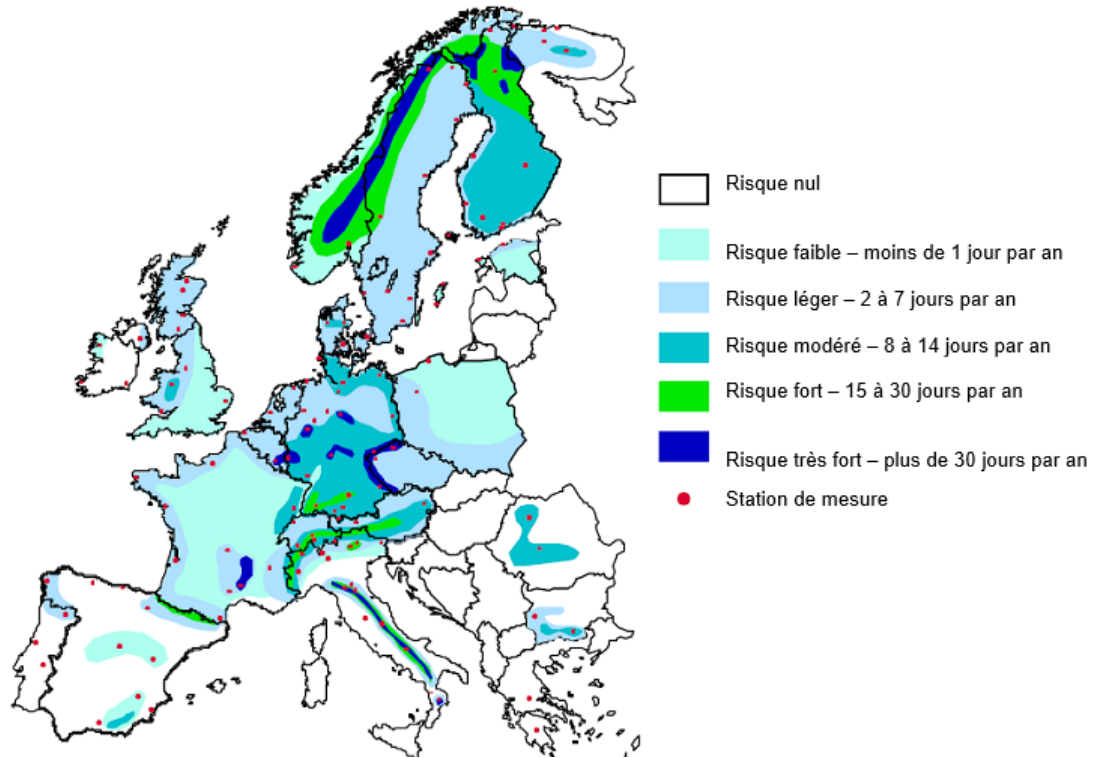 Risque nul
Risque faible – moins de 1 jour par an
Risque léger – 2 à 7 jours par an
Risque modéré – 8 à 14 jours par an
Risque fort – 15 à 30 jours par an
Risque très fort – plus de 30 jours par an
Station de mesure